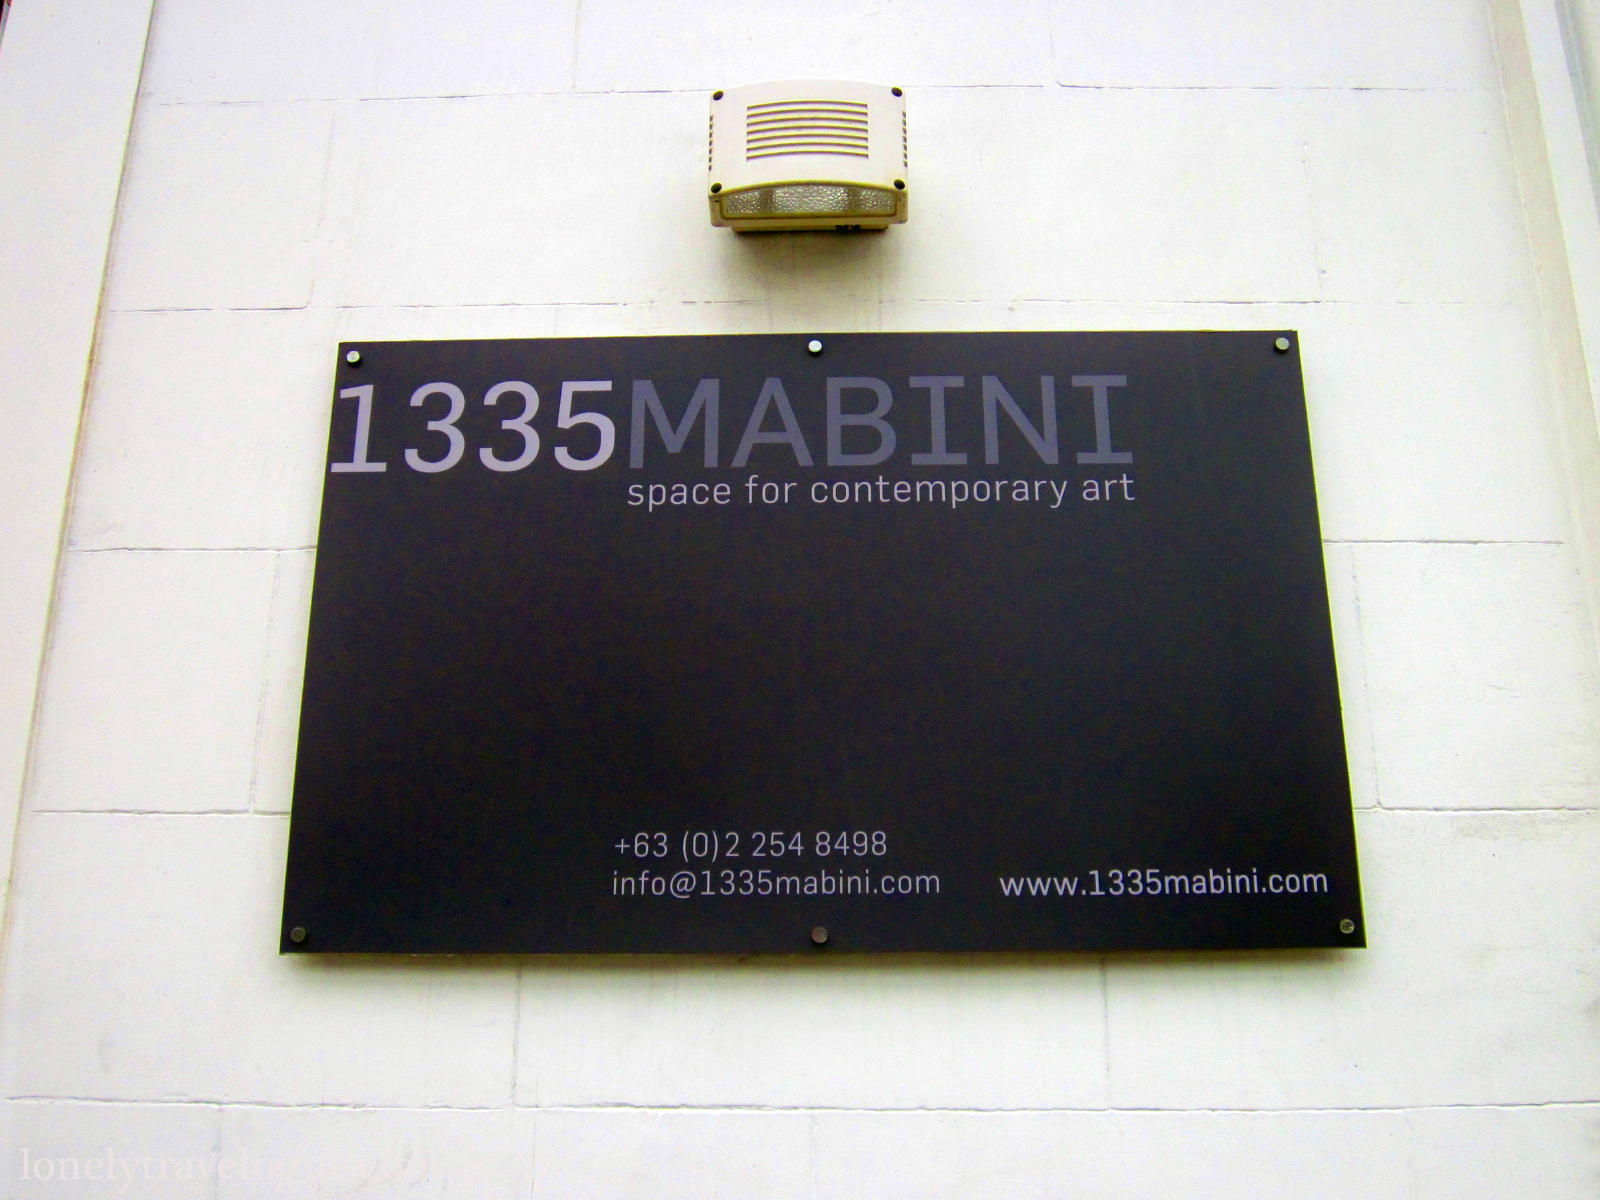 1335MABINI
space for contemporary art
+63 (0)2 254 8498
info@1335mabini.com
www.1335mabini.com